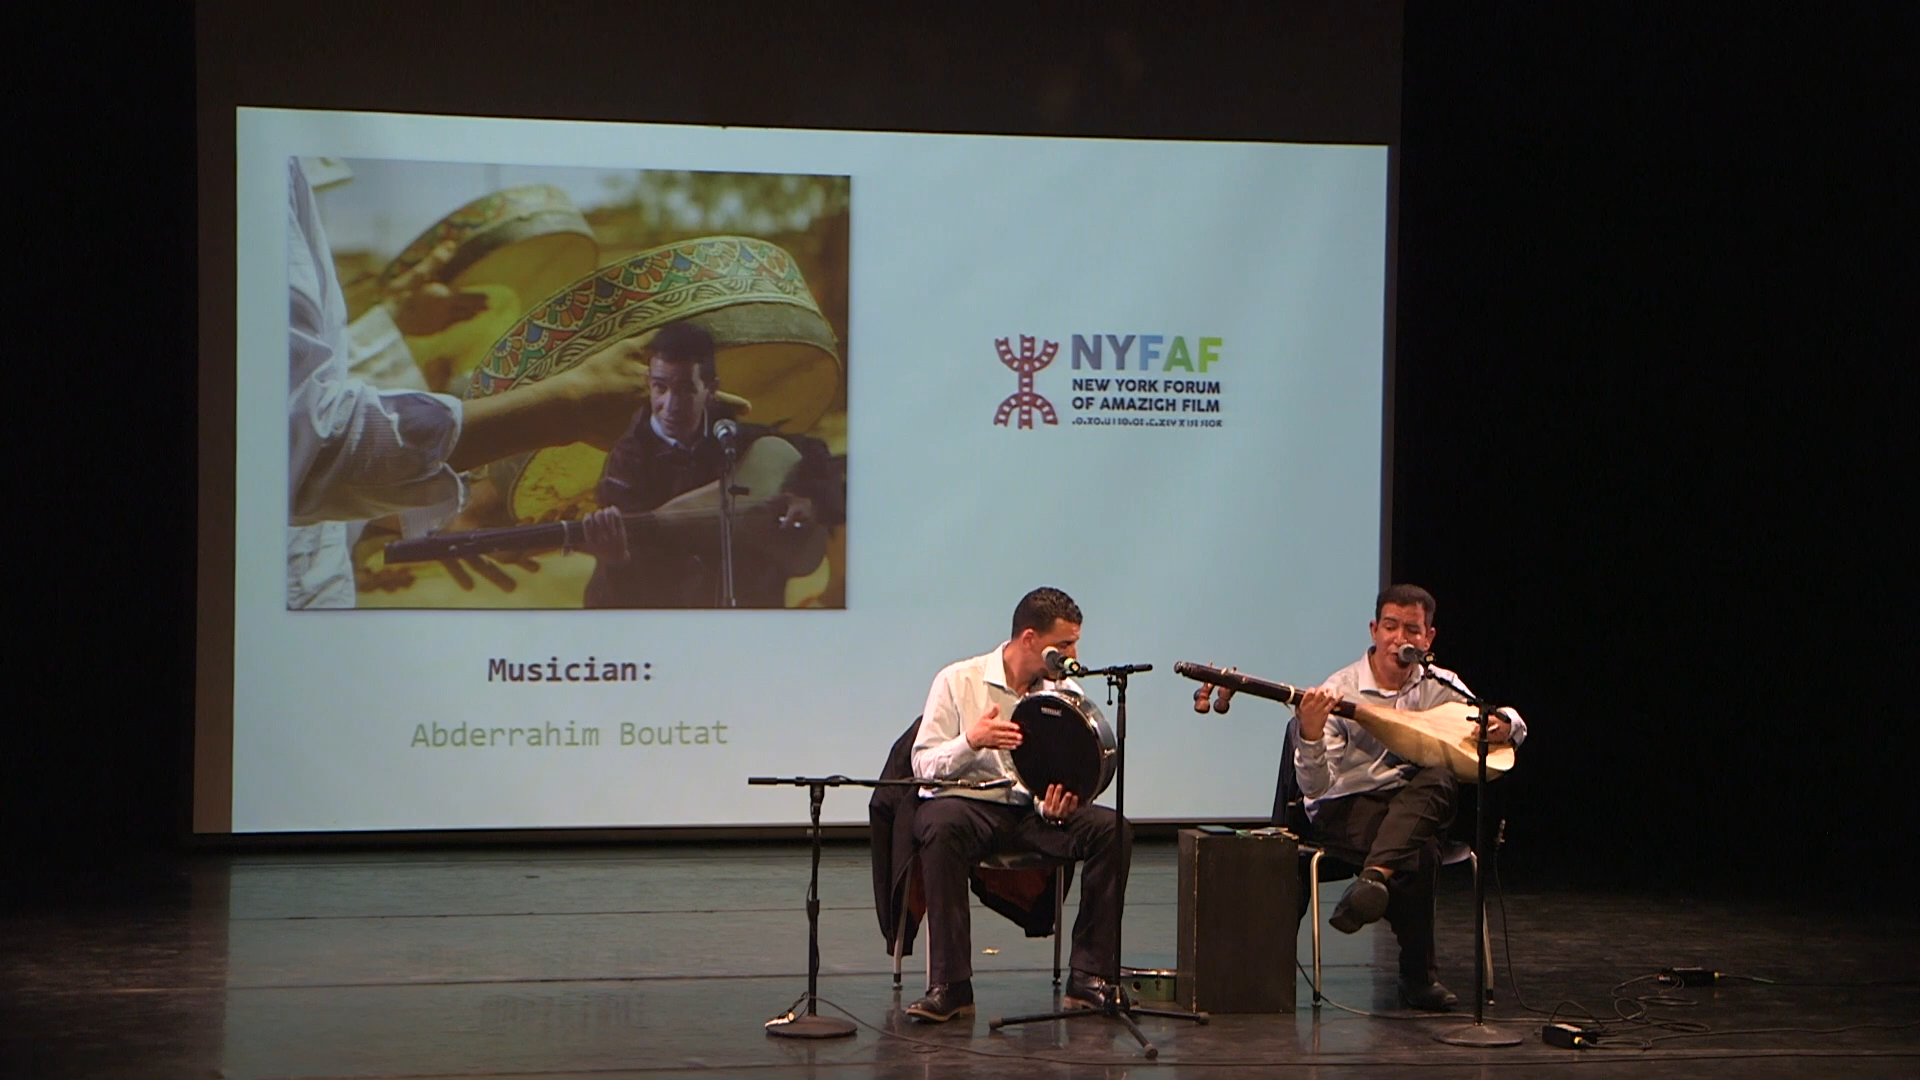 NYFAF
NEW YORK FORUM
OF AMAZIGH FILM
Musician:
Abderrahim Boutat